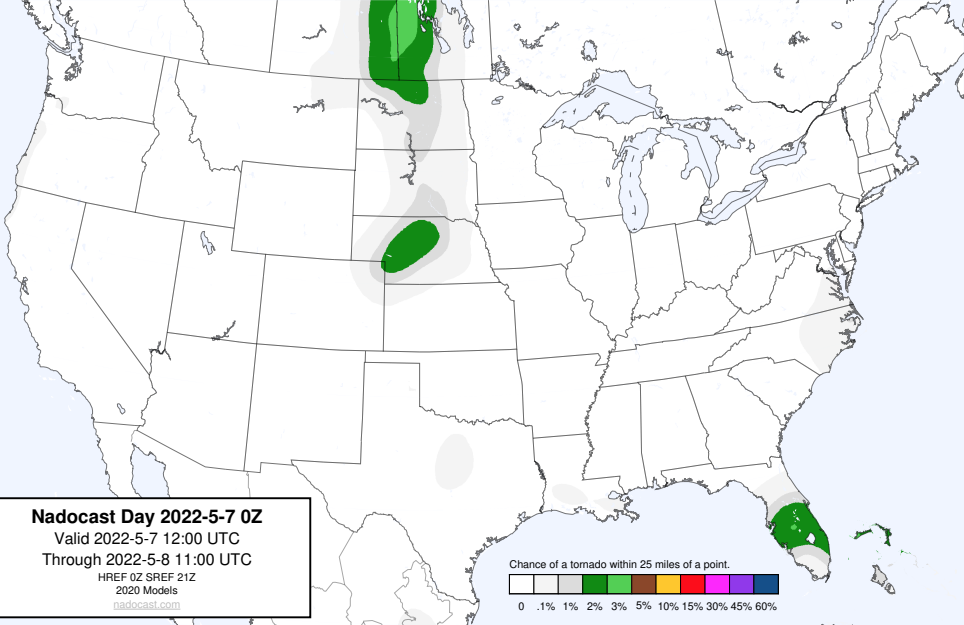 Nadocast Day 2022-5-7 0Z
Valid 2022-5-7 12:00 UTC
Through 2022-5-8 11:00 UTC
HREF 0Z SREF 21Z
2020 Models
nadocast.com
Chance of a tornado within 25 miles of a point.
0 .1% 1% 2% 3% 5% 10% 15% 30% 45% 60%